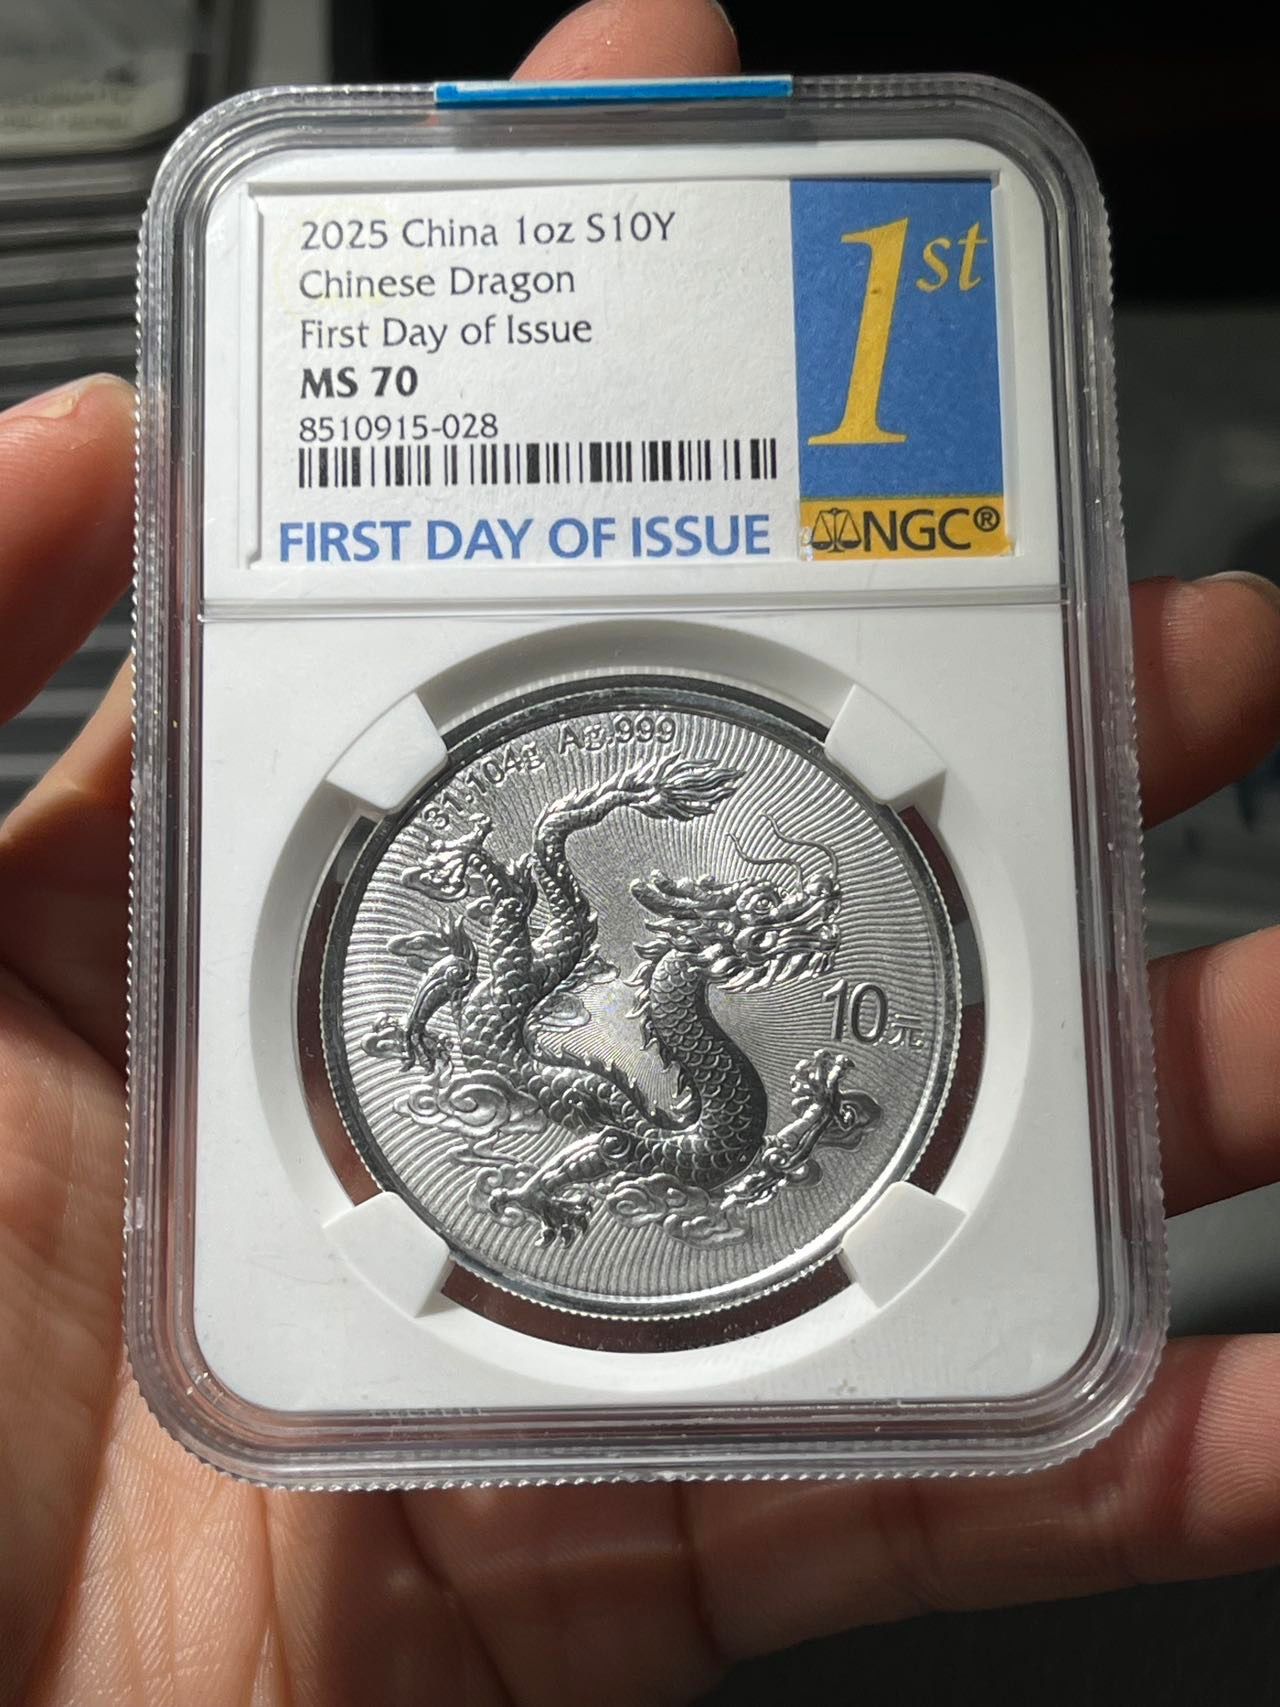 2025 China 1oz S10Y
Chinese Dragon
First Day of Issue
MS 70
8510915-028
FIRST DAY OF ISSUE
1st
NGC®
31.104g Ag.999
10元